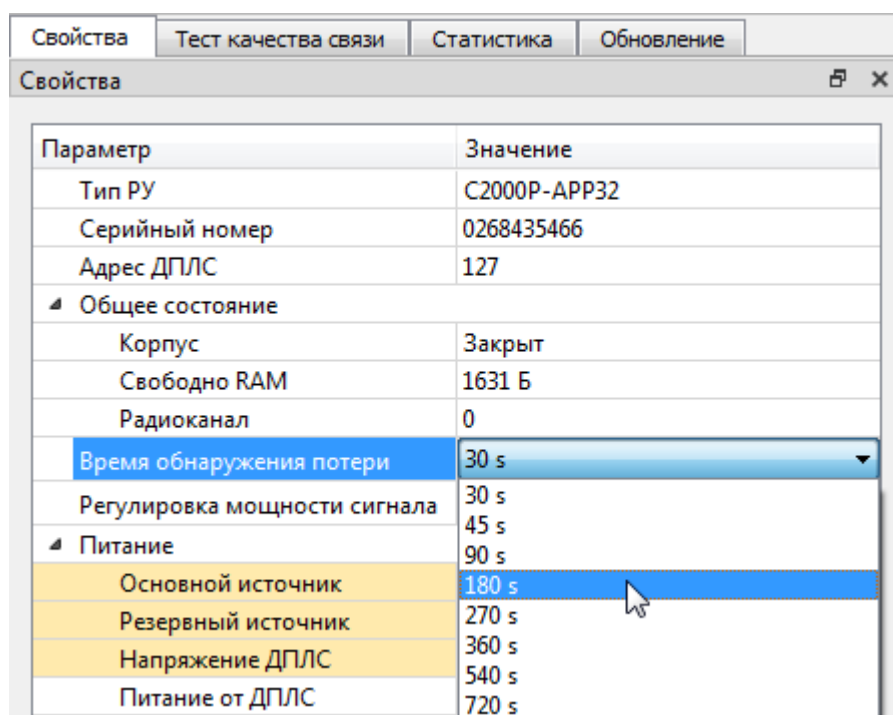 Свойства Тест качества связи Статистика Обновление
Свойства
Параметр Значение
Тип РУ С2000Р-АРР32
Серийный номер 0268435466
Адрес ДПЛС 127
Общее состояние
Корпус Закрыт
Свободно RAM 1631 Б
Радиоканал 0
Время обнаружения потери 30 s
Регулировка мощности сигнала 30 s
45 s
Питание 90 s
Основной источник 180 s
Резервный источник 270 s
Напряжение ДПЛС 360 s
540 s
Питание от ДПЛС 720 s